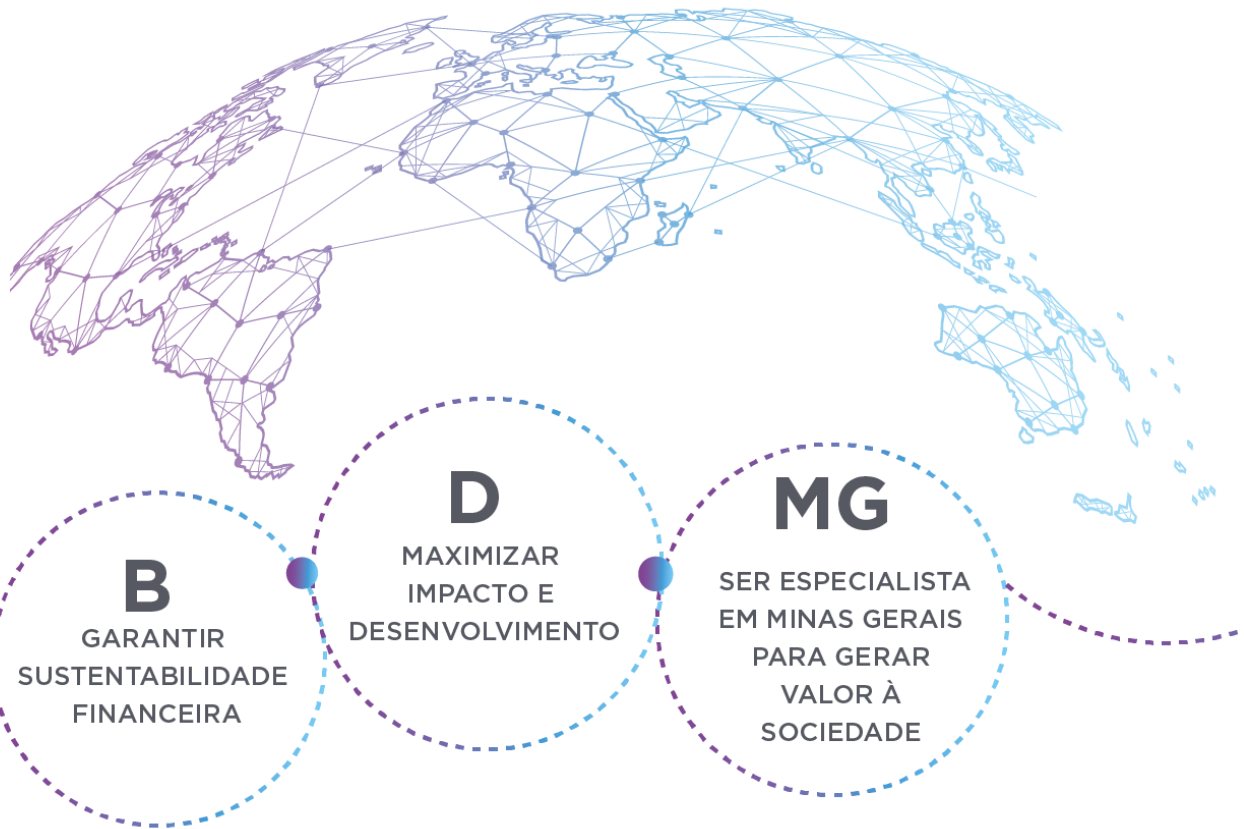 B
GARANTIR
SUSTENTABILIDADE
FINANCEIRA
D
MAXIMIZAR
IMPACTO E
DESENVOLVIMENTO
MG
SER ESPECIALISTA
EM MINAS GERAIS
PARA GERAR
VALOR À
SOCIEDADE